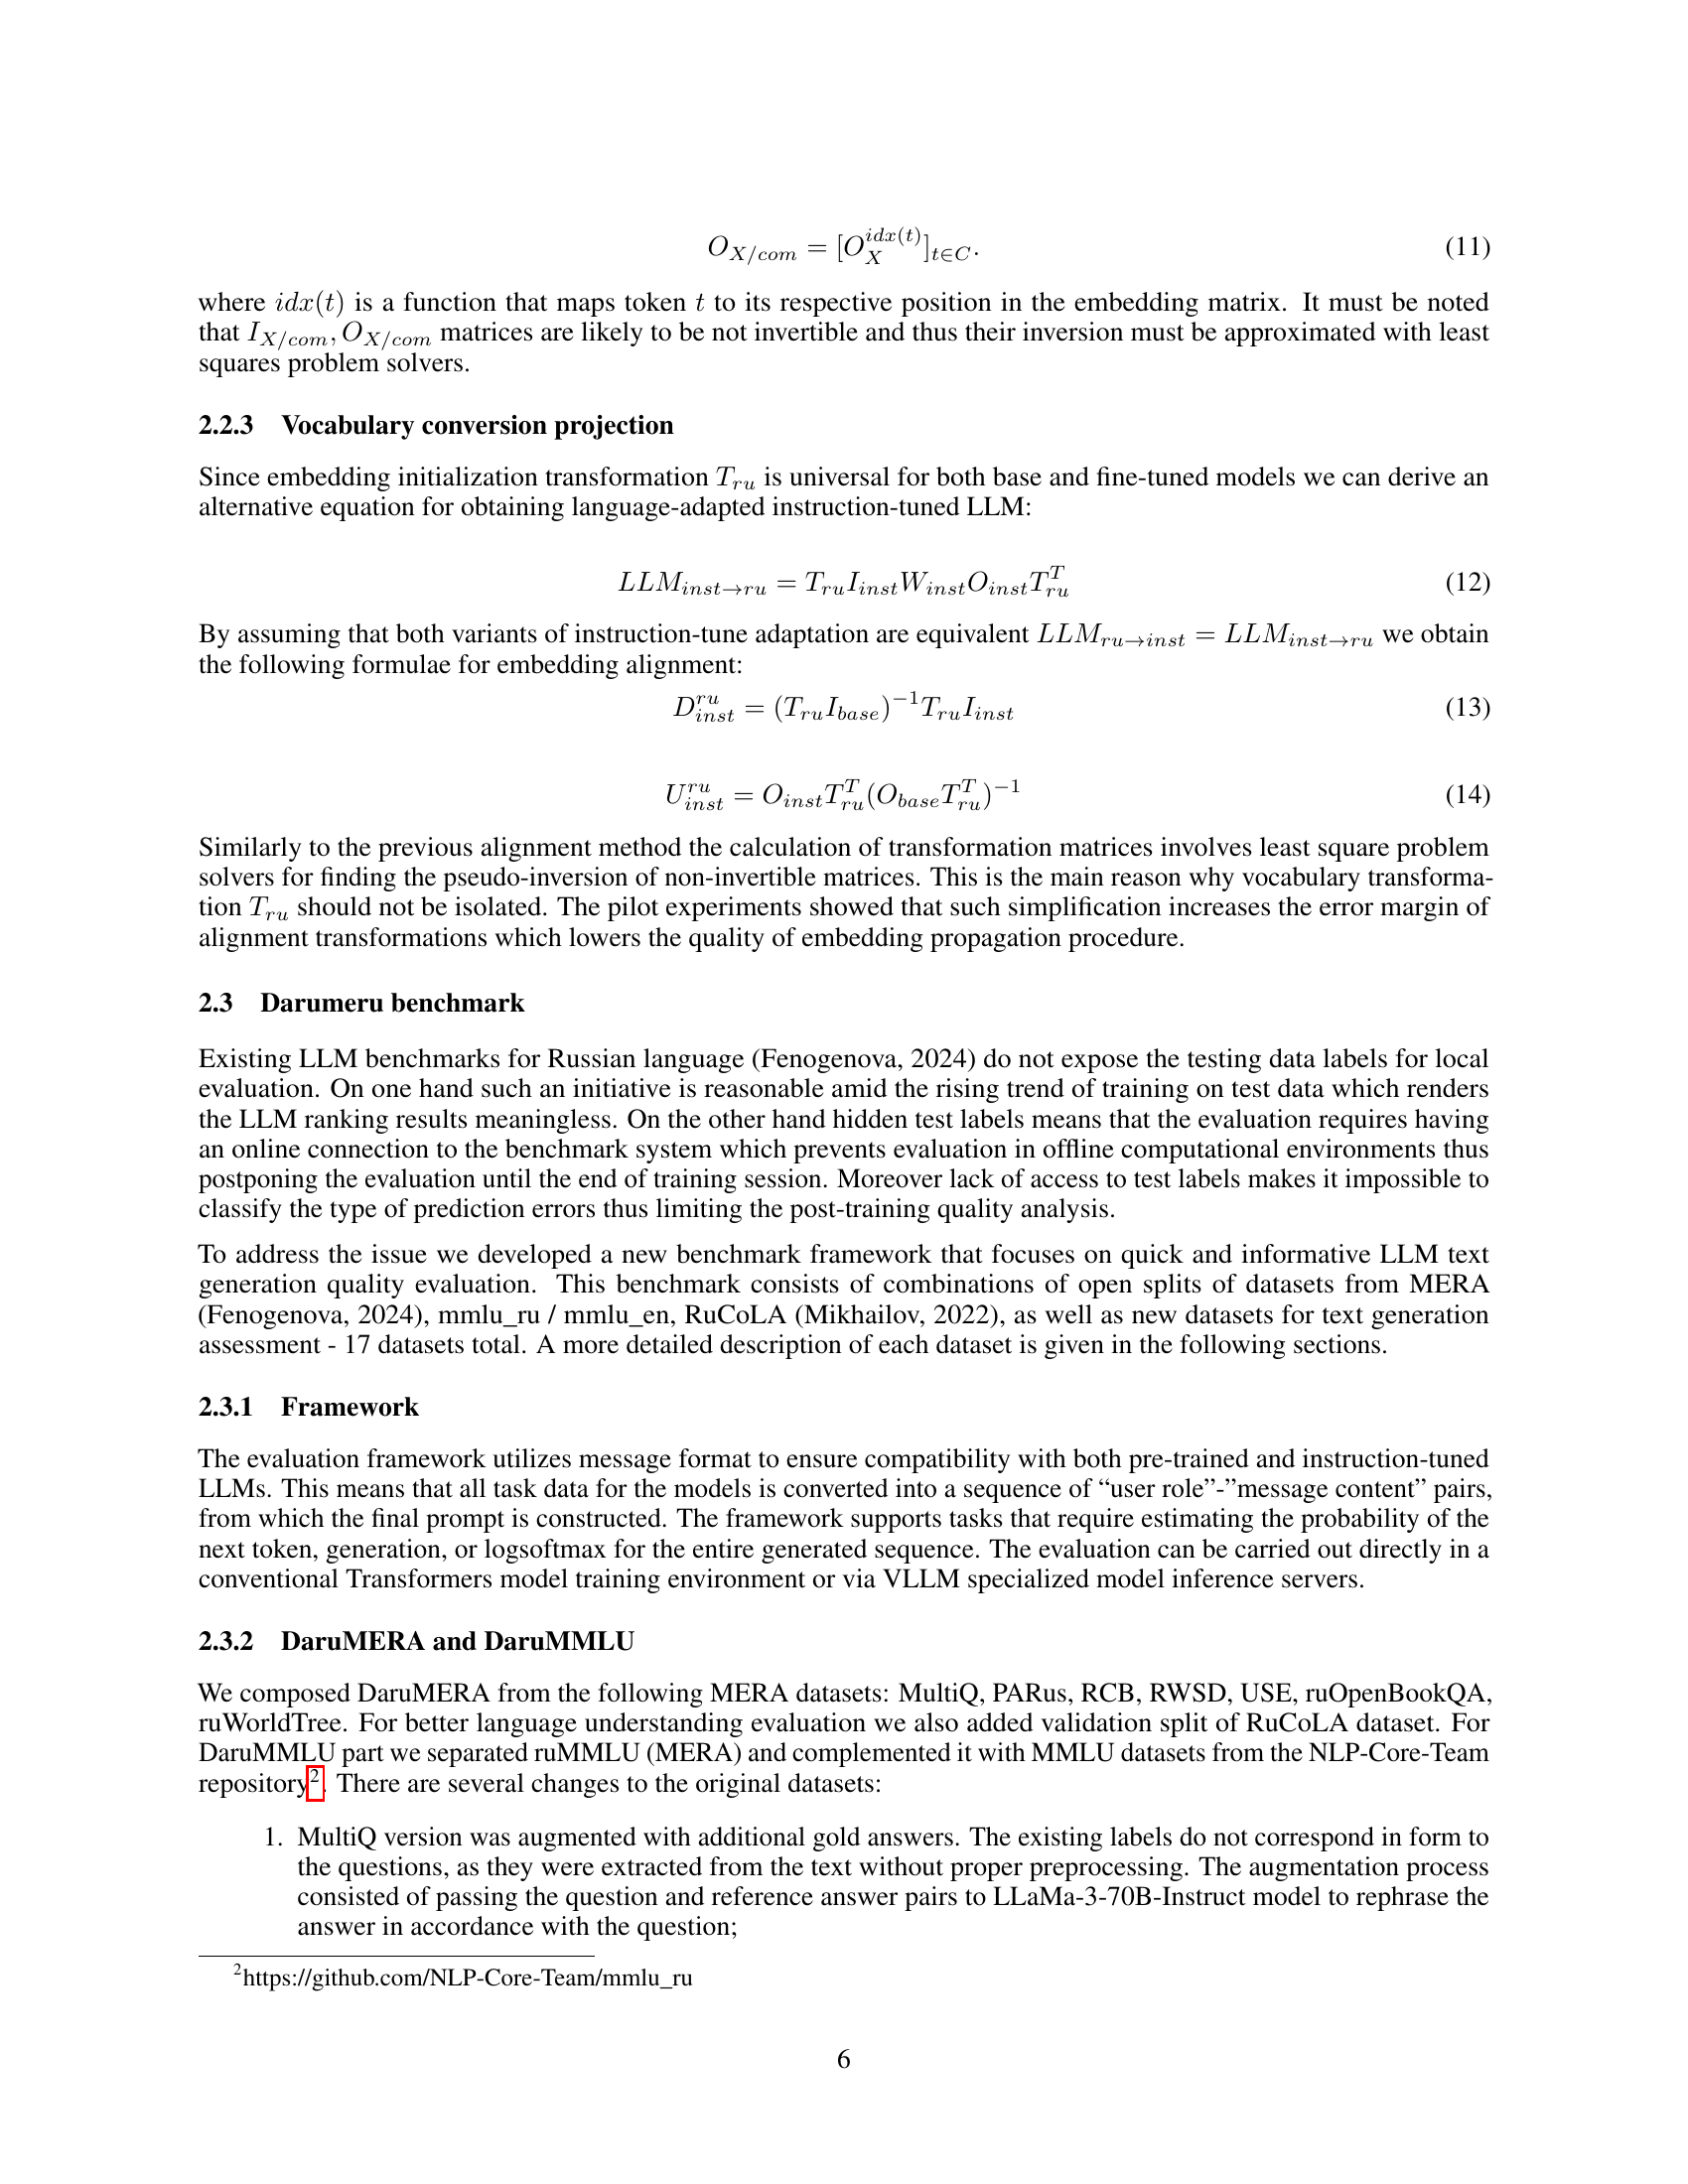 O_{X/com} = [O_X^{idx(t)}]_{t∈C}. (11)
where idx(t) is a function that maps token t to its respective position in the embedding matrix. It must be noted
that I_{X/com}, O_{X/com} matrices are likely to be not invertible and thus their inversion must be approximated with least
squares problem solvers.
2.2.3 Vocabulary conversion projection
Since embedding initialization transformation T_{ru} is universal for both base and fine-tuned models we can derive an
alternative equation for obtaining language-adapted instruction-tuned LLM:
LLM_{inst→ru} = T_{ru}I_{inst}W_{inst}O_{inst}T_{ru}^T (12)
By assuming that both variants of instruction-tune adaptation are equivalent LLM_{ru→inst} = LLM_{inst→ru} we obtain
the following formulae for embedding alignment:
D_{inst}^{ru} = (T_{ru}I_{base})^{-1}T_{ru}I_{inst} (13)
U_{inst}^{ru} = O_{inst}T_{ru}^T(O_{base}T_{ru}^T)^{-1} (14)
Similarly to the previous alignment method the calculation of transformation matrices involves least square problem
solvers for finding the pseudo-inversion of non-invertible matrices. This is the main reason why vocabulary transforma-
tion T_{ru} should not be isolated. The pilot experiments showed that such simplification increases the error margin of
alignment transformations which lowers the quality of embedding propagation procedure.
2.3 Darumeru benchmark
Existing LLM benchmarks for Russian language (Fenogenova, 2024) do not expose the testing data labels for local
evaluation. On one hand such an initiative is reasonable amid the rising trend of training on test data which renders
the LLM ranking results meaningless. On the other hand hidden test labels means that the evaluation requires having
an online connection to the benchmark system which prevents evaluation in offline computational environments thus
postponing the evaluation until the end of training session. Moreover lack of access to test labels makes it impossible to
classify the type of prediction errors thus limiting the post-training quality analysis.
To address the issue we developed a new benchmark framework that focuses on quick and informative LLM text
generation quality evaluation. This benchmark consists of combinations of open splits of datasets from MERA
(Fenogenova, 2024), mmlu_ru / mmlu_en, RuCoLA (Mikhailov, 2022), as well as new datasets for text generation
assessment - 17 datasets total. A more detailed description of each dataset is given in the following sections.
2.3.1 Framework
The evaluation framework utilizes message format to ensure compatibility with both pre-trained and instruction-tuned
LLMs. This means that all task data for the models is converted into a sequence of “user role”-”message content” pairs,
from which the final prompt is constructed. The framework supports tasks that require estimating the probability of the
next token, generation, or logsoftmax for the entire generated sequence. The evaluation can be carried out directly in a
conventional Transformers model training environment or via VLLM specialized model inference servers.
2.3.2 DaruMERA and DaruMMLU
We composed DaruMERA from the following MERA datasets: MultiQ, PARus, RCB, RWSD, USE, ruOpenBookQA,
ruWorldTree. For better language understanding evaluation we also added validation split of RuCoLA dataset. For
DaruMMLU part we separated ruMMLU (MERA) and complemented it with MMLU datasets from the NLP-Core-Team
repository². There are several changes to the original datasets:
1. MultiQ version was augmented with additional gold answers. The existing labels do not correspond in form to
the questions, as they were extracted from the text without proper preprocessing. The augmentation process
consisted of passing the question and reference answer pairs to LLaMa-3-70B-Instruct model to rephrase the
answer in accordance with the question;
²https://github.com/NLP-Core-Team/mmlu_ru
6